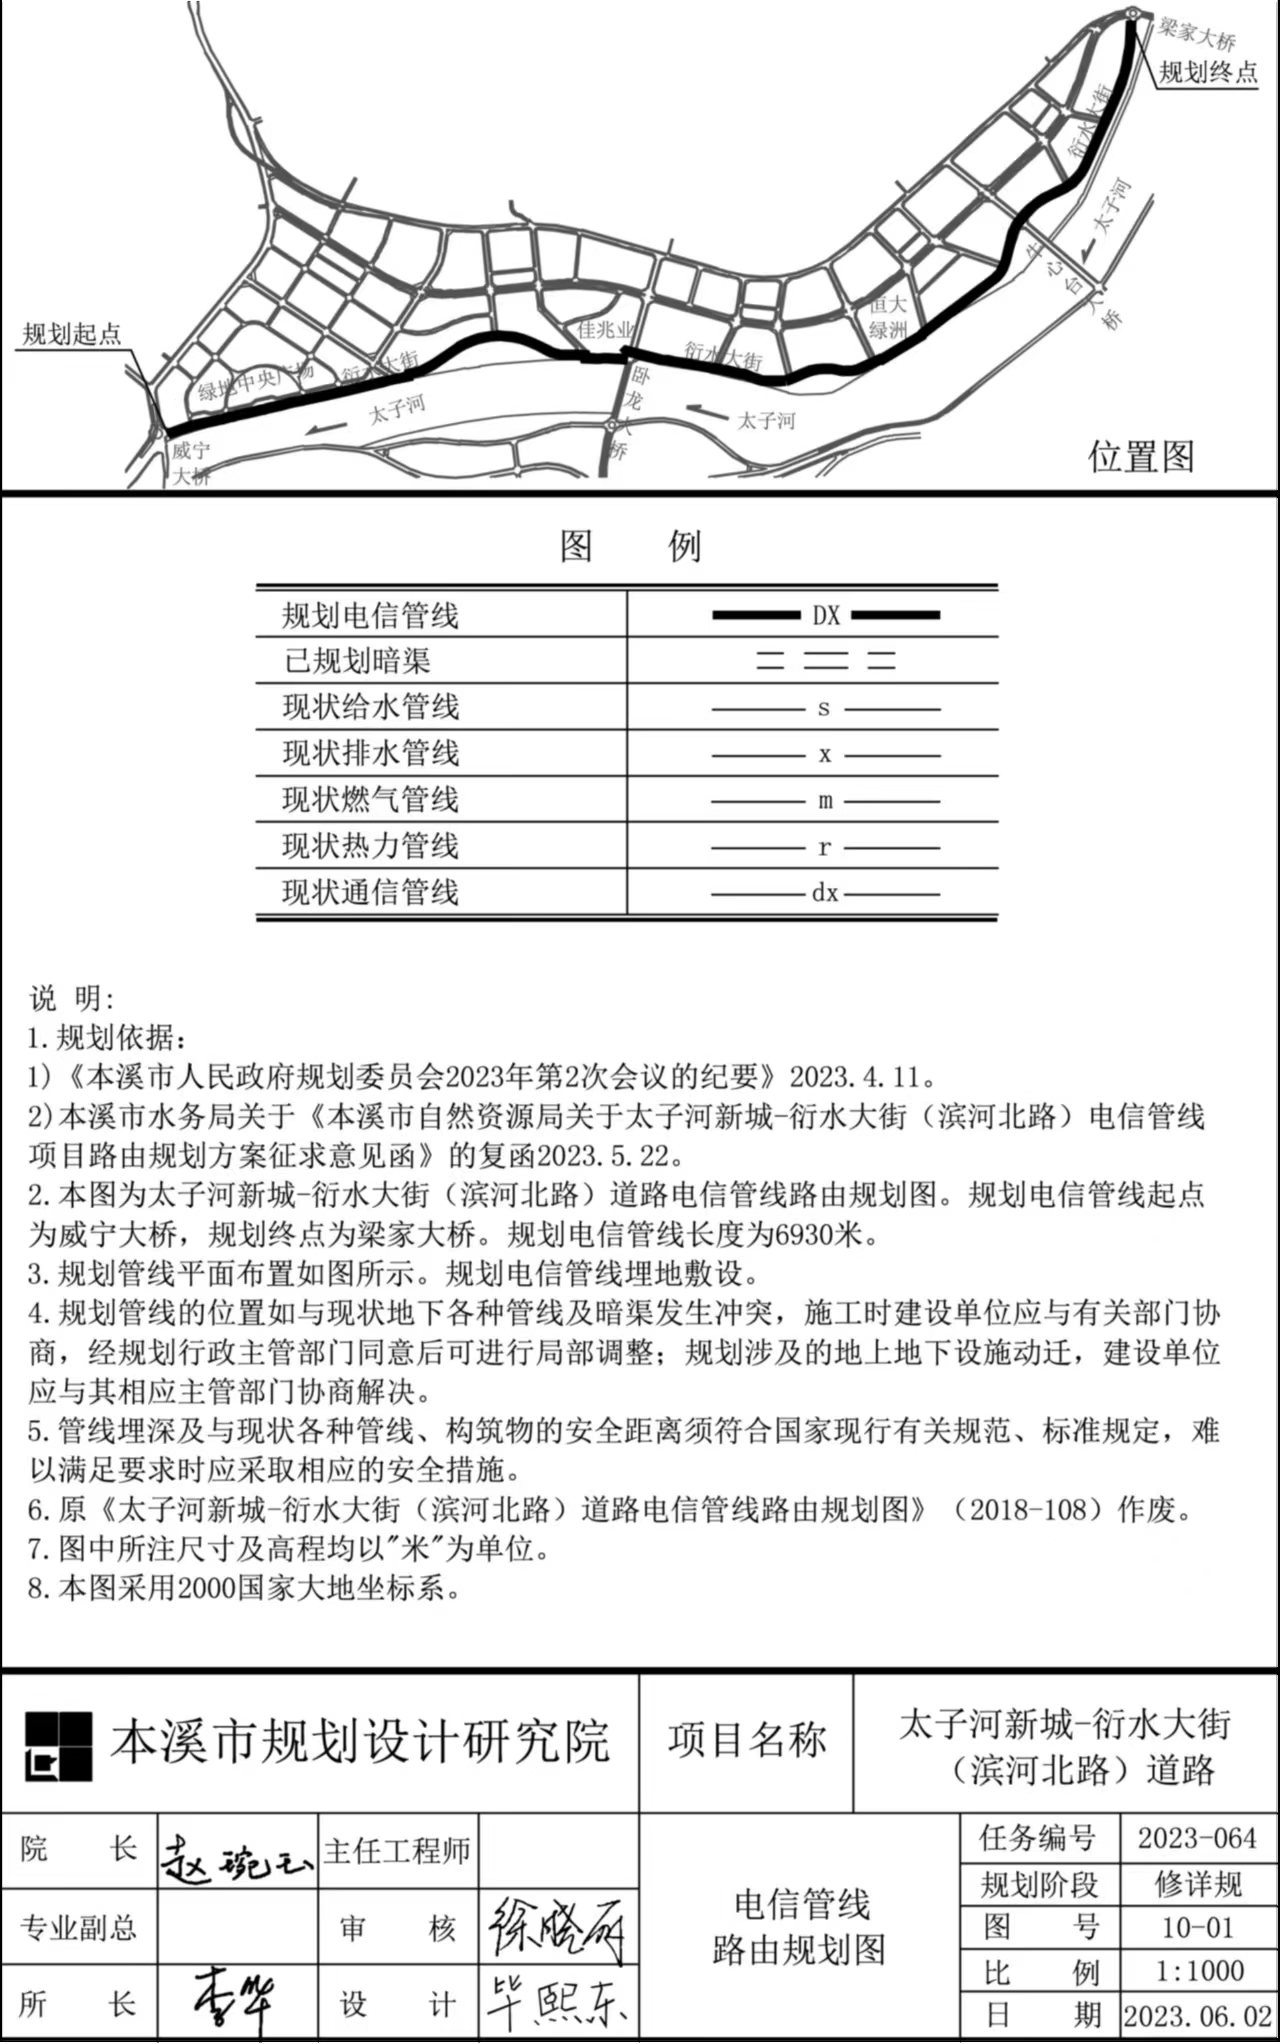 梁家大桥
规划终点
衍水大街
太子河
牛心台大桥
恒大
绿洲
佳兆业
规划起点
衍水大街
绿地中央广场
衍水大街
卧龙大桥
太子河
太子河
威宁
大桥
位置图
图 例
规划电信管线 DX
已规划暗渠
现状给水管线 s
现状排水管线 x
现状燃气管线 m
现状热力管线 r
现状通信管线 dx
说 明:
1.规划依据：
1)《本溪市人民政府规划委员会2023年第2次会议的纪要》2023.4.11。
2)本溪市水务局关于《本溪市自然资源局关于太子河新城-衍水大街（滨河北路）电信管线
项目路由规划方案征求意见函》的复函2023.5.22。
2.本图为太子河新城-衍水大街（滨河北路）道路电信管线路由规划图。规划电信管线起点
为威宁大桥，规划终点为梁家大桥。规划电信管线长度为6930米。
3.规划管线平面布置如图所示。规划电信管线埋地敷设。
4.规划管线的位置如与现状地下各种管线及暗渠发生冲突，施工时建设单位应与有关部门协
商，经规划行政主管部门同意后可进行局部调整；规划涉及的地上地下设施动迁，建设单位
应与其相应主管部门协商解决。
5.管线埋深及与现状各种管线、构筑物的安全距离须符合国家现行有关规范、标准规定，难
以满足要求时应采取相应的安全措施。
6.原《太子河新城-衍水大街（滨河北路）道路电信管线路由规划图》（2018-108）作废。
7.图中所注尺寸及高程均以"米"为单位。
8.本图采用2000国家大地坐标系。
本溪市规划设计研究院
项目名称
太子河新城-衍水大街
（滨河北路）道路
院 长 赵琬玉 主任工程师
专业副总 审 核 徐晓丽
所 长 李华 设 计 毕熙东
电信管线
路由规划图
任务编号 2023-064
规划阶段 修详规
图 号 10-01
比 例 1:1000
日 期 2023.06.02